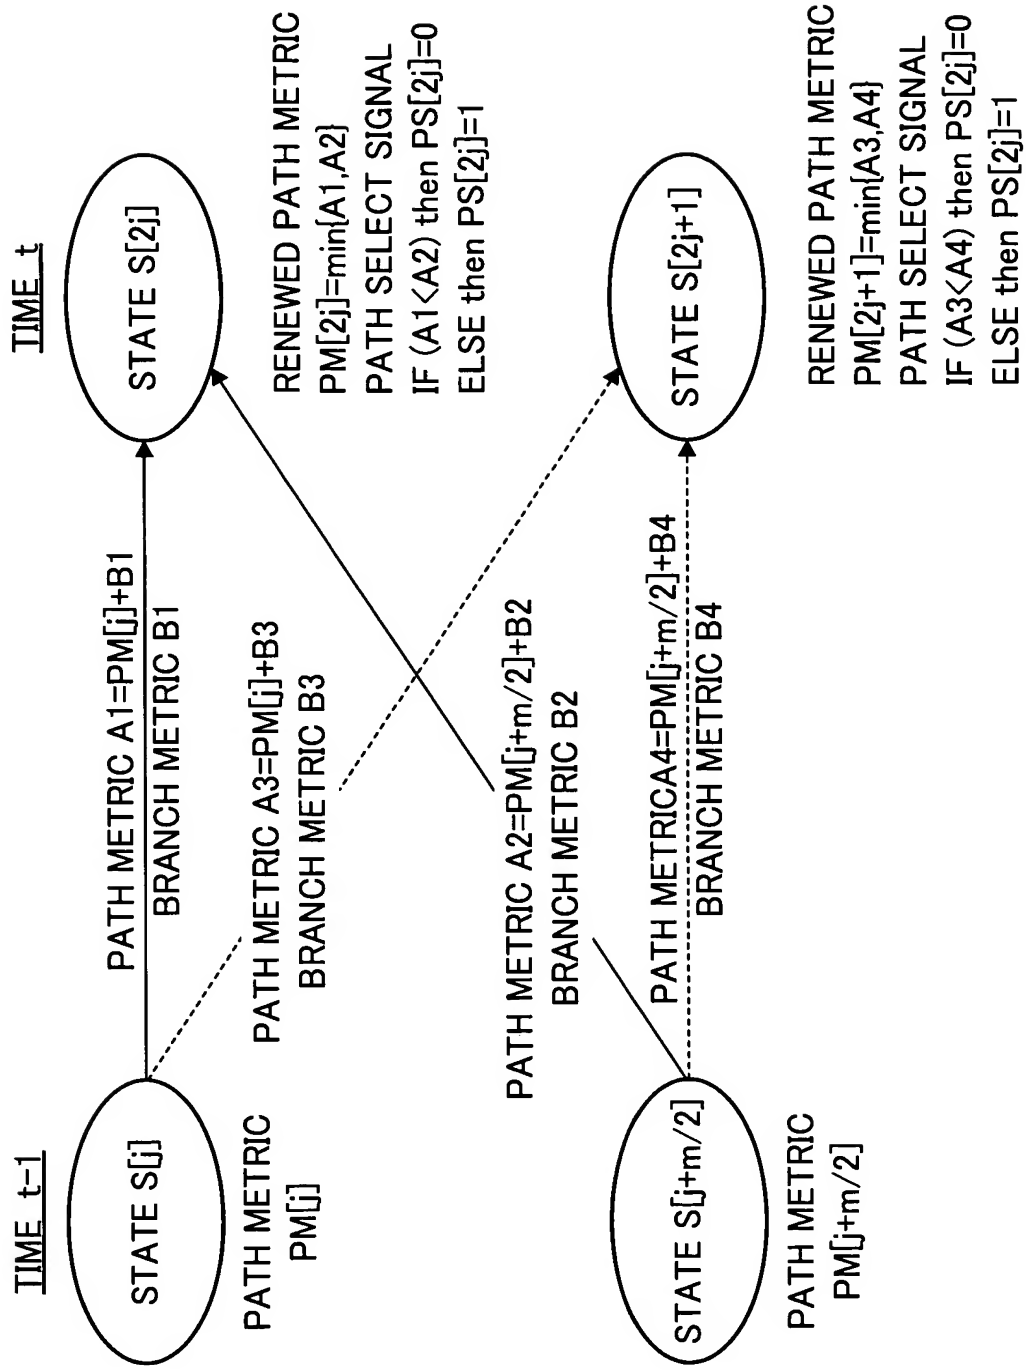 TIME t-1
TIME t
STATE S[j]
PATH METRIC
PM[j]
PATH METRIC A1=PM[j]+B1
BRANCH METRIC B1
STATE S[2j]
PATH METRIC A3=PM[j]+B3
BRANCH METRIC B3
RENEWED PATH METRIC
PM[2j]=min{A1,A2}
PATH SELECT SIGNAL
IF (A1<A2) then PS[2j]=0
ELSE then PS[2j]=1
PATH METRIC A2=PM[j+m/2]+B2
BRANCH METRIC B2
STATE S[j+m/2]
PATH METRIC
PM[j+m/2]
PATH METRICA4=PM[j+m/2]+B4
BRANCH METRIC B4
STATE S[2j+1]
RENEWED PATH METRIC
PM[2j+1]=min{A3,A4}
PATH SELECT SIGNAL
IF (A3<A4) then PS[2j]=0
ELSE then PS[2j]=1